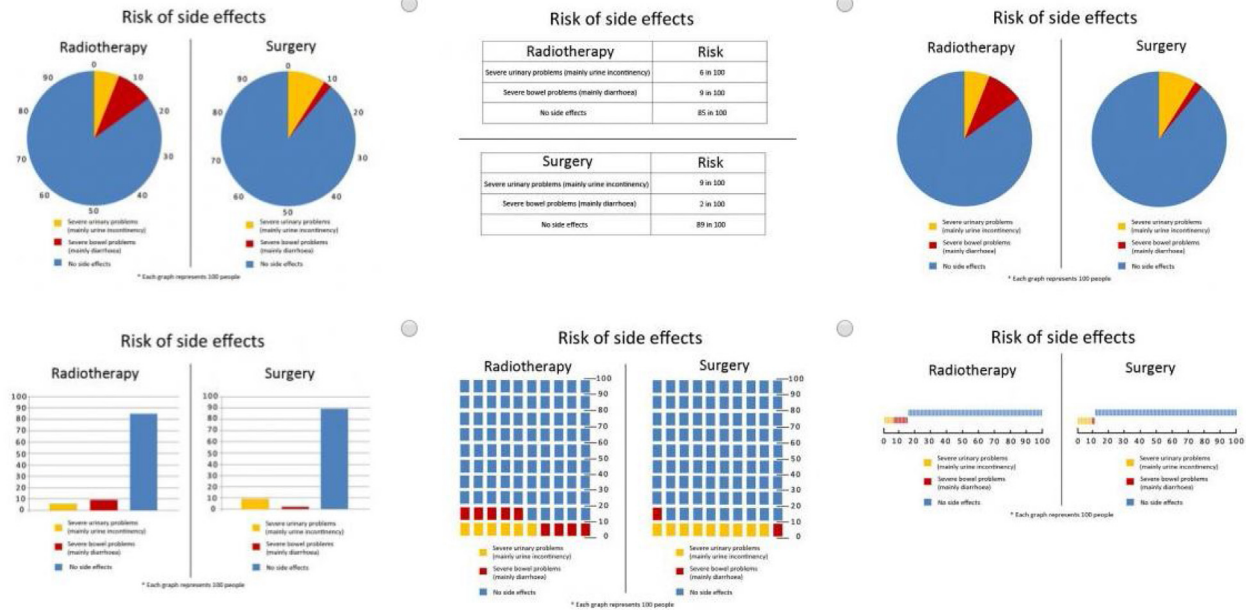 Risk of side effects
Radiotherapy
Surgery
0
10
20
30
40
50
60
70
80
90
0
10
20
30
40
50
60
70
80
90
Severe urinary problems
(mainly urine incontinency)
Severe bowel problems
(mainly diarrhoea)
No side effects
Severe urinary problems
(mainly urine incontinency)
Severe bowel problems
(mainly diarrhoea)
No side effects
* Each graph represents 100 people
Risk of side effects
Radiotherapy Risk
Severe urinary problems (mainly urine incontinency) 6 in 100
Severe bowel problems (mainly diarrhoea) 9 in 100
No side effects 85 in 100
Surgery Risk
Severe urinary problems (mainly urine incontinency) 9 in 100
Severe bowel problems (mainly diarrhoea) 2 in 100
No side effects 89 in 100
Risk of side effects
Radiotherapy
Surgery
Severe urinary problems
(mainly urine incontinency)
Severe bowel problems
(mainly diarrhoea)
No side effects
Severe urinary problems
(mainly urine incontinency)
Severe bowel problems
(mainly diarrhoea)
No side effects
* Each graph represents 100 people
Risk of side effects
Radiotherapy
100
90
80
70
60
50
40
30
20
10
0
Severe urinary problems
(mainly urine incontinency)
Severe bowel problems
(mainly diarrhoea)
No side effects
Surgery
100
90
80
70
60
50
40
30
20
10
0
Severe urinary problems
(mainly urine incontinency)
Severe bowel problems
(mainly diarrhoea)
No side effects
* Each graph represents 100 people
Risk of side effects
Radiotherapy
100
90
80
70
60
50
40
30
20
10
0
Severe urinary problems
(mainly urine incontinency)
Severe bowel problems
(mainly diarrhoea)
No side effects
Surgery
100
90
80
70
60
50
40
30
20
10
0
Severe urinary problems
(mainly urine incontinency)
Severe bowel problems
(mainly diarrhoea)
No side effects
* Each graph represents 100 people
Risk of side effects
Radiotherapy
0 10 20 30 40 50 60 70 80 90 100
Severe urinary problems
(mainly urine incontinency)
Severe bowel problems
(mainly diarrhoea)
No side effects
Surgery
0 10 20 30 40 50 60 70 80 90 100
Severe urinary problems
(mainly urine incontinency)
Severe bowel problems
(mainly diarrhoea)
No side effects
* Each graph represents 100 people